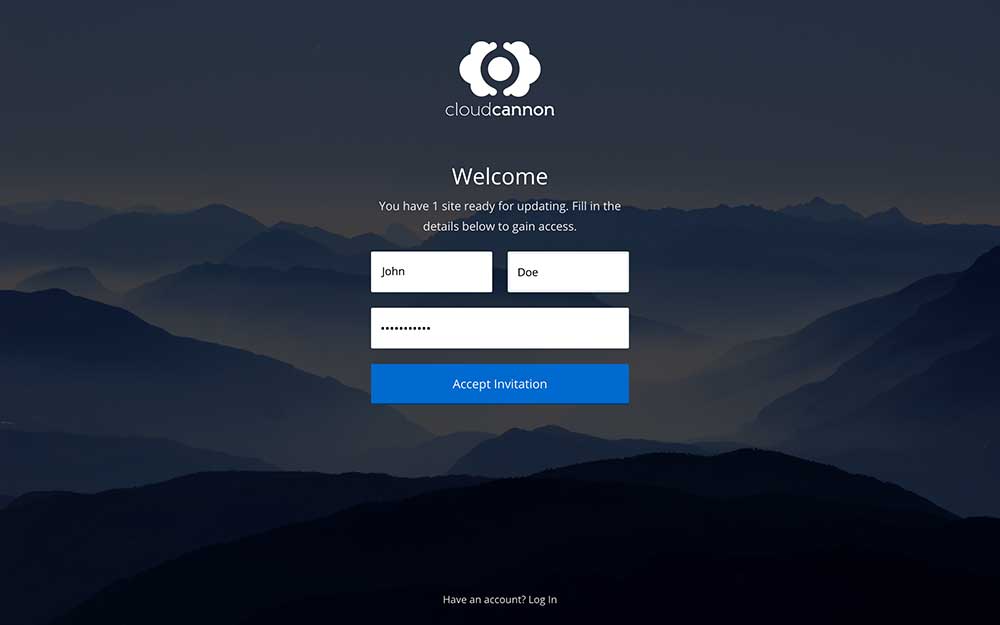 cloudcannon
Welcome
You have 1 site ready for updating. Fill in the
details below to gain access.
John
Doe
•••••••••••
Accept Invitation
Have an account? Log In